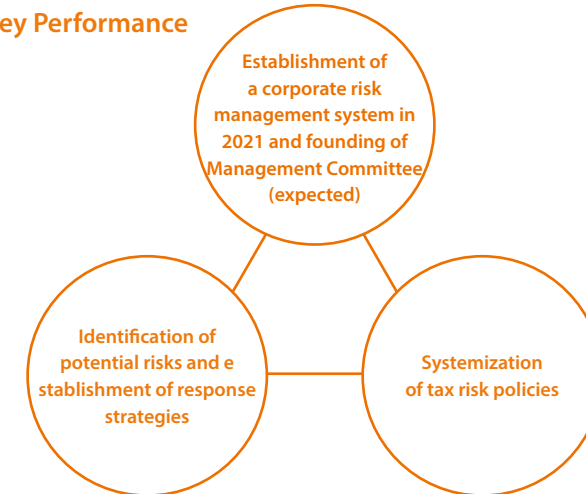 ey Performance
Establishment of
a corporate risk
management system in
2021 and founding of
Management Committee
(expected)
Identification of
potential risks and e
stablishment of response
strategies
Systemization
of tax risk policies